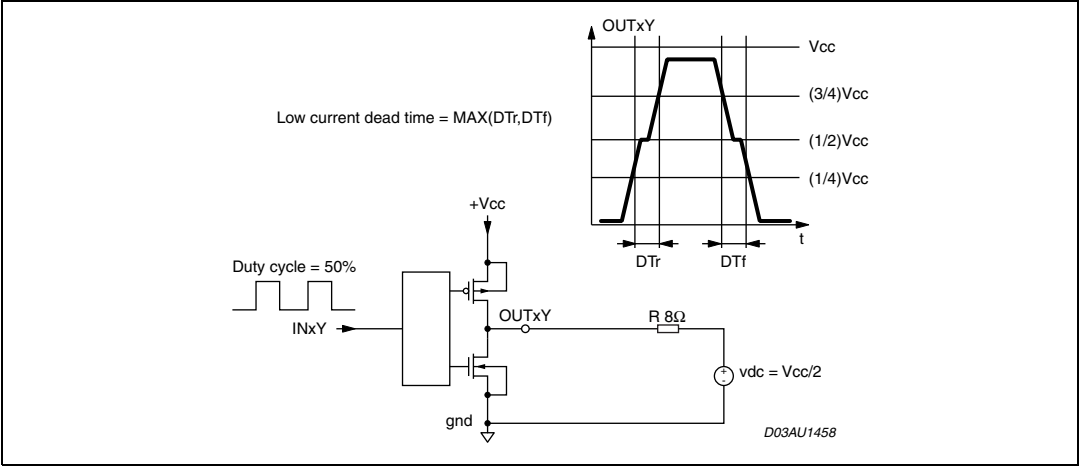 OUTxY
Vcc
(3/4)Vcc
Low current dead time = MAX(DTr,DTf)
(1/2)Vcc
(1/4)Vcc
+Vcc
t
DTr
DTf
Duty cycle = 50%
OUTxY
R 8Ω
INxY
+
-
vdc = Vcc/2
gnd
D03AU1458